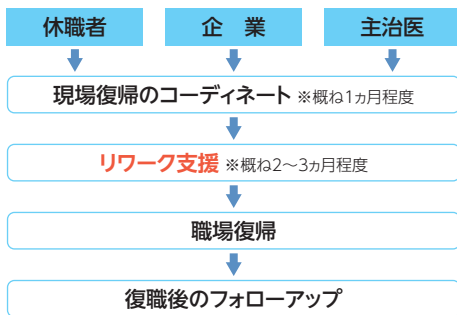 休職者 企 業 主治医
現場復帰のコーディネート ※概ね1ヵ月程度
リワーク支援 ※概ね2〜3ヵ月程度
職場復帰
復職後のフォローアップ